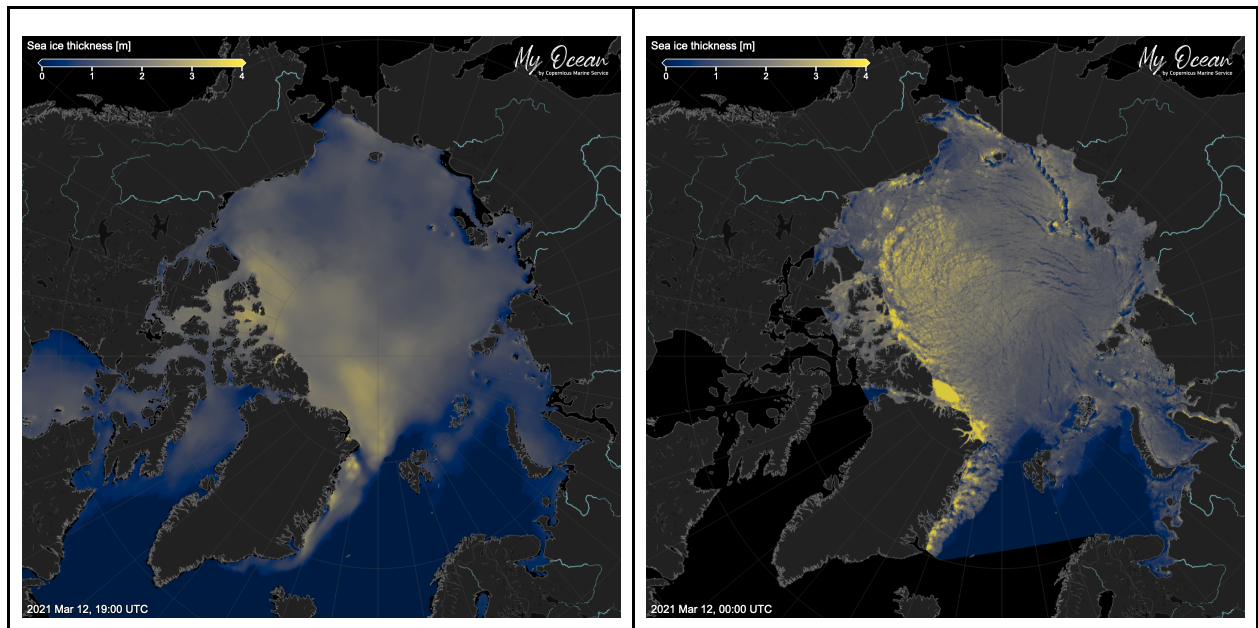 Sea ice thickness [m]
0 1 2 3 4
My Ocean
by Copernicus Marine Service
2021 Mar 12, 19:00 UTC
Sea ice thickness [m]
0 1 2 3 4
My Ocean
by Copernicus Marine Service
2021 Mar 12, 00:00 UTC